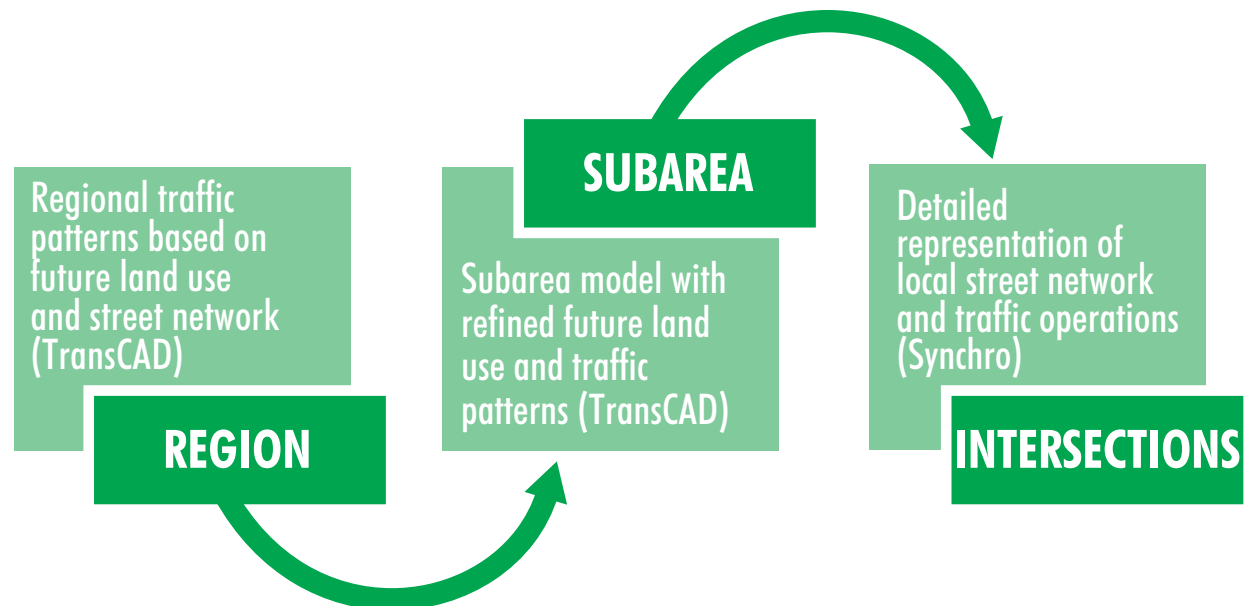 Regional traffic
patterns based on
future land use
and street network
(TransCAD)
REGION
SUBAREA
Subarea model with
refined future land
use and traffic
patterns (TransCAD)
Detailed
representation of
local street network
and traffic operations
(Synchro)
INTERSECTIONS